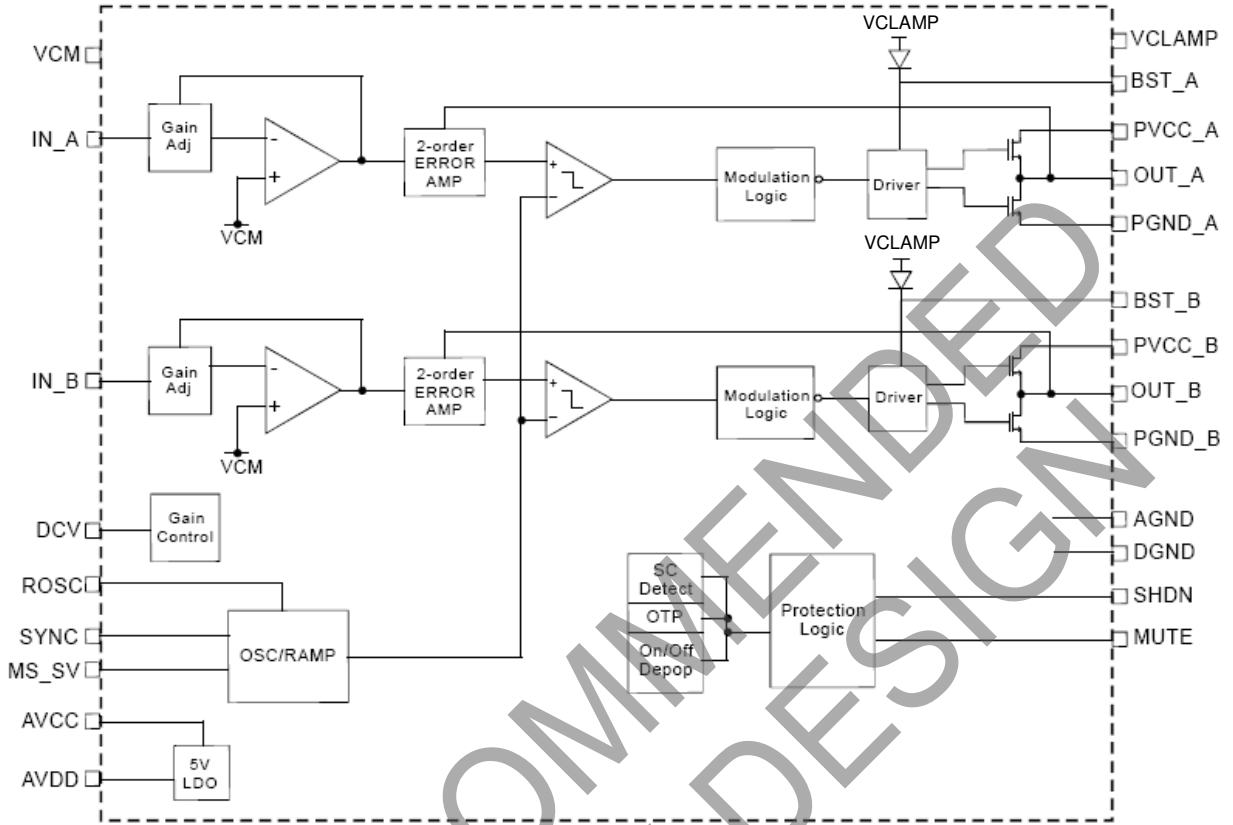 VCM
IN_A
Gain
Adj
-
+
VCM
2-order
ERROR
AMP
+
-
Modulation
Logic
VCLAMP
Driver
VCLAMP
BST_A
PVCC_A
OUT_A
PGND_A
IN_B
Gain
Adj
-
+
VCM
2-order
ERROR
AMP
+
-
Modulation
Logic
VCLAMP
Driver
BST_B
PVCC_B
OUT_B
PGND_B
DCV
Gain
Control
ROSC
SYNC
MS_SV
OSC/RAMP
AVCC
AVDD
5V
LDO
SC
Detect
OTP
On/Off
Depop
Protection
Logic
AGND
DGND
SHDN
MUTE
OMMENDED
DESIGN